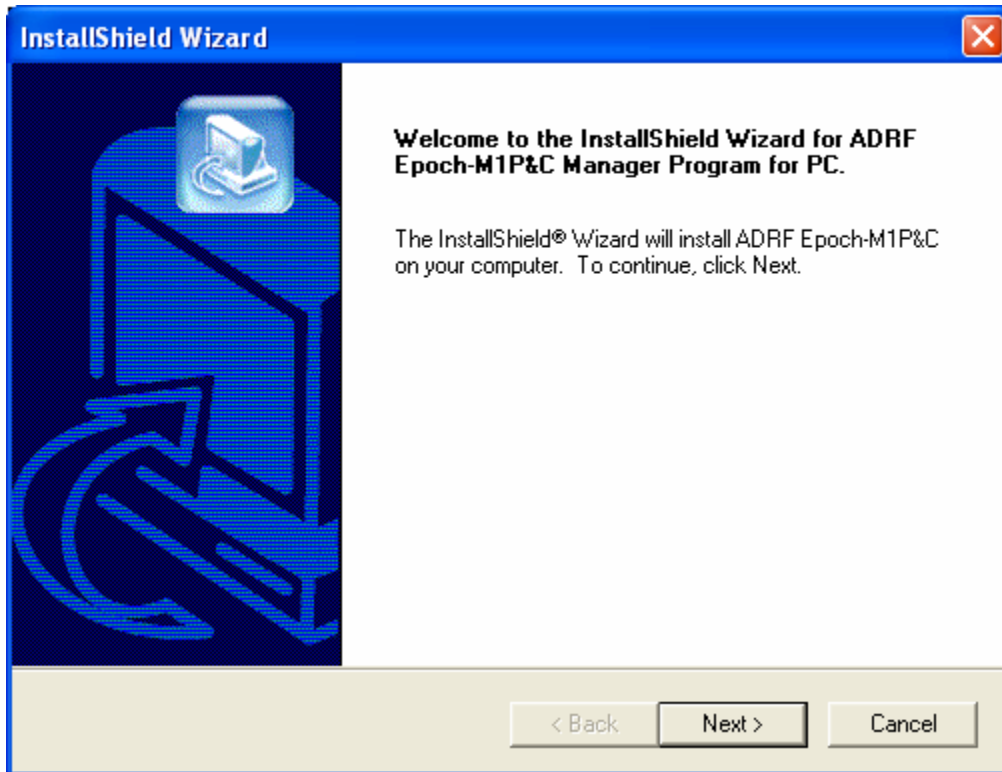 InstallShield Wizard
Welcome to the InstallShield Wizard for ADRF
Epoch-M1P&C Manager Program for PC.
The InstallShield® Wizard will install ADRF Epoch-M1P&C
on your computer.  To continue, click Next.
< Back
Next >
Cancel